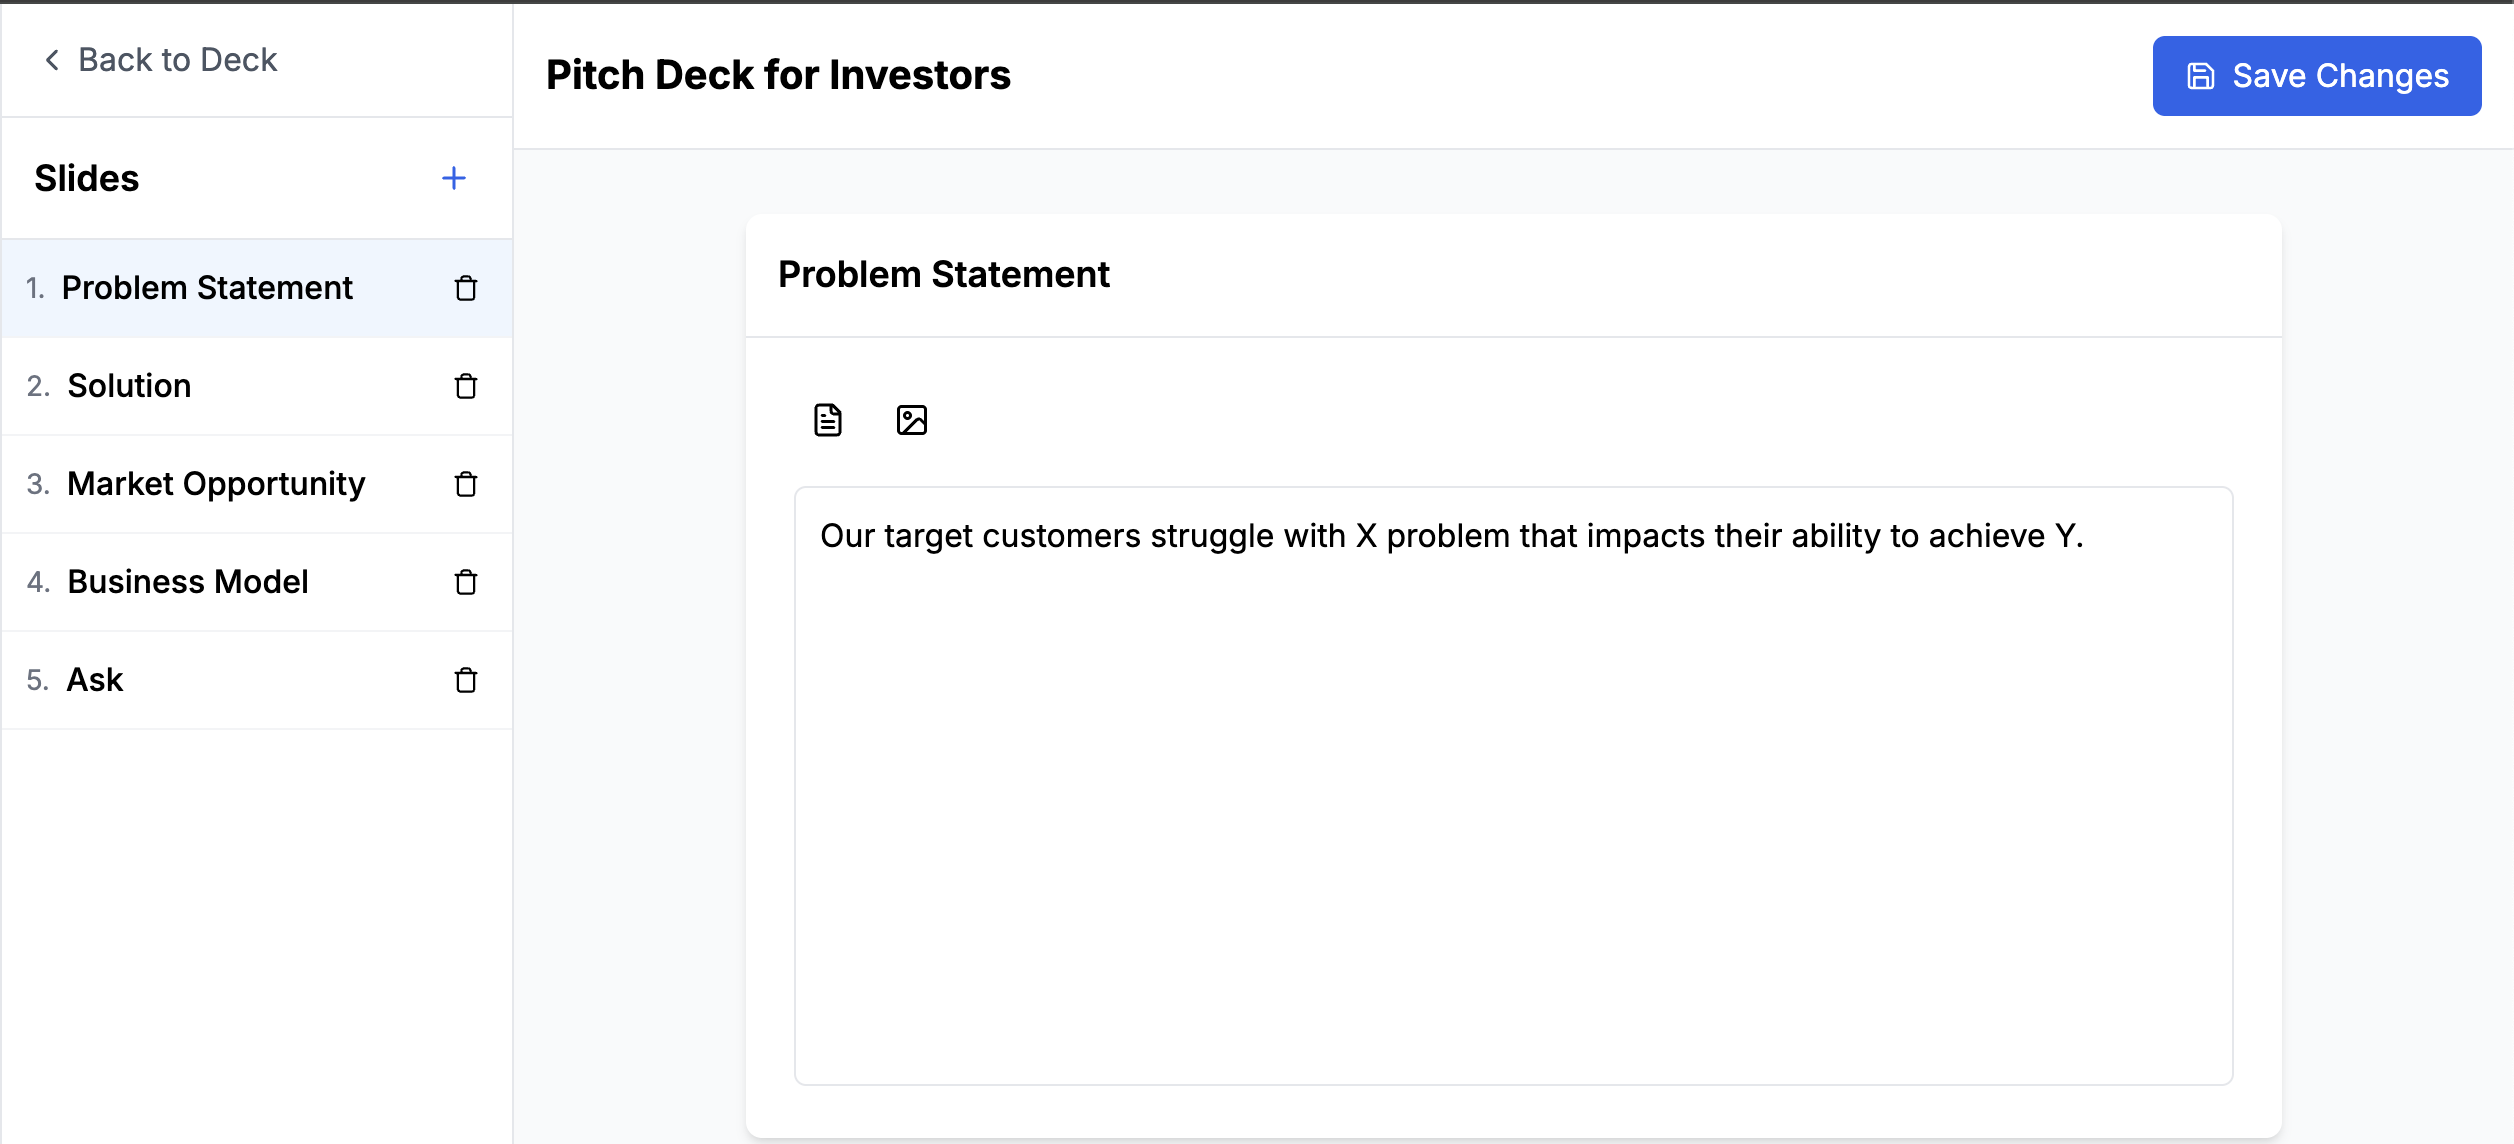 Back to Deck
Pitch Deck for Investors
Save Changes
Slides
1. Problem Statement
2. Solution
3. Market Opportunity
4. Business Model
5. Ask
Problem Statement
Our target customers struggle with X problem that impacts their ability to achieve Y.